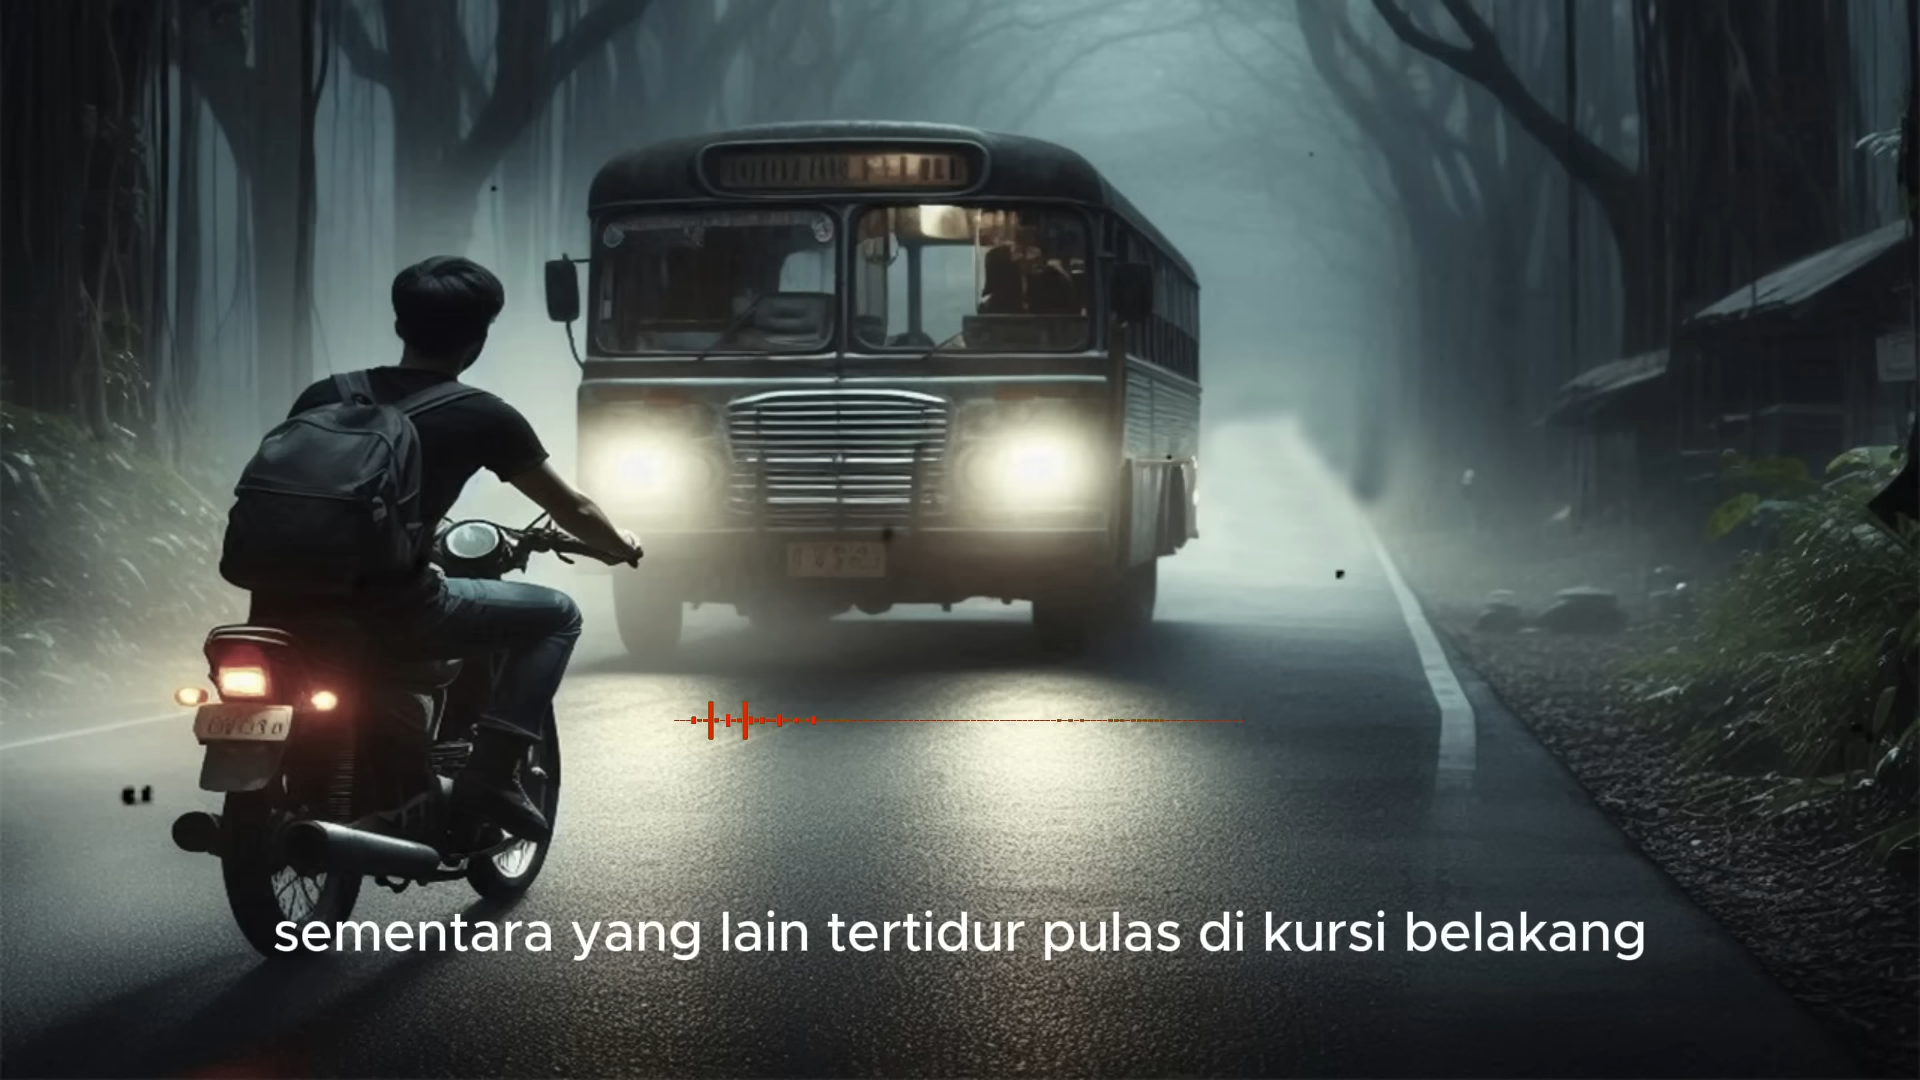 sementara yang lain tertidur pulas di kursi belakang